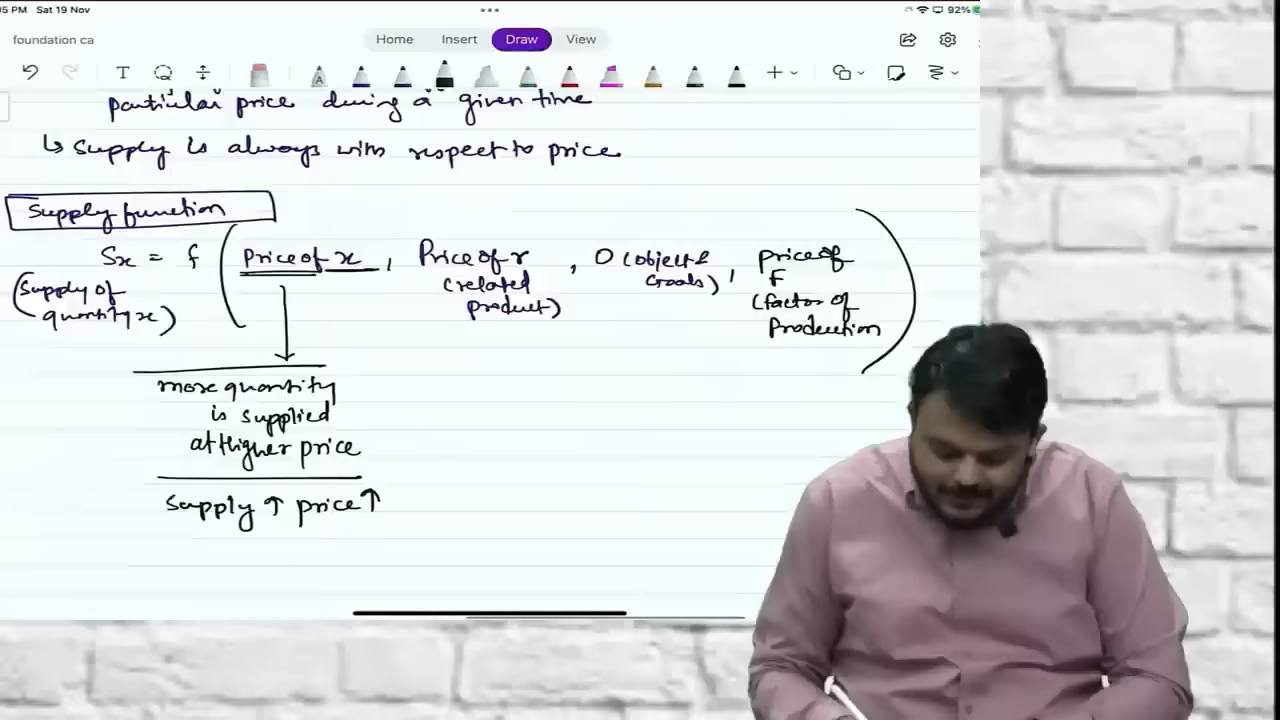 5 PM Sat 19 Nov
92%
foundation ca
Home Insert Draw View
particular price during a given time
↳ Supply is always with respect to price
Supply function
Sx = f ( Price of x , Price of r (related product) , O (object & Goals) , price of F (factor of Production) )
(Supply of quantity x)
more quantity
is supplied
at Higher price
Supply ↑ price ↑